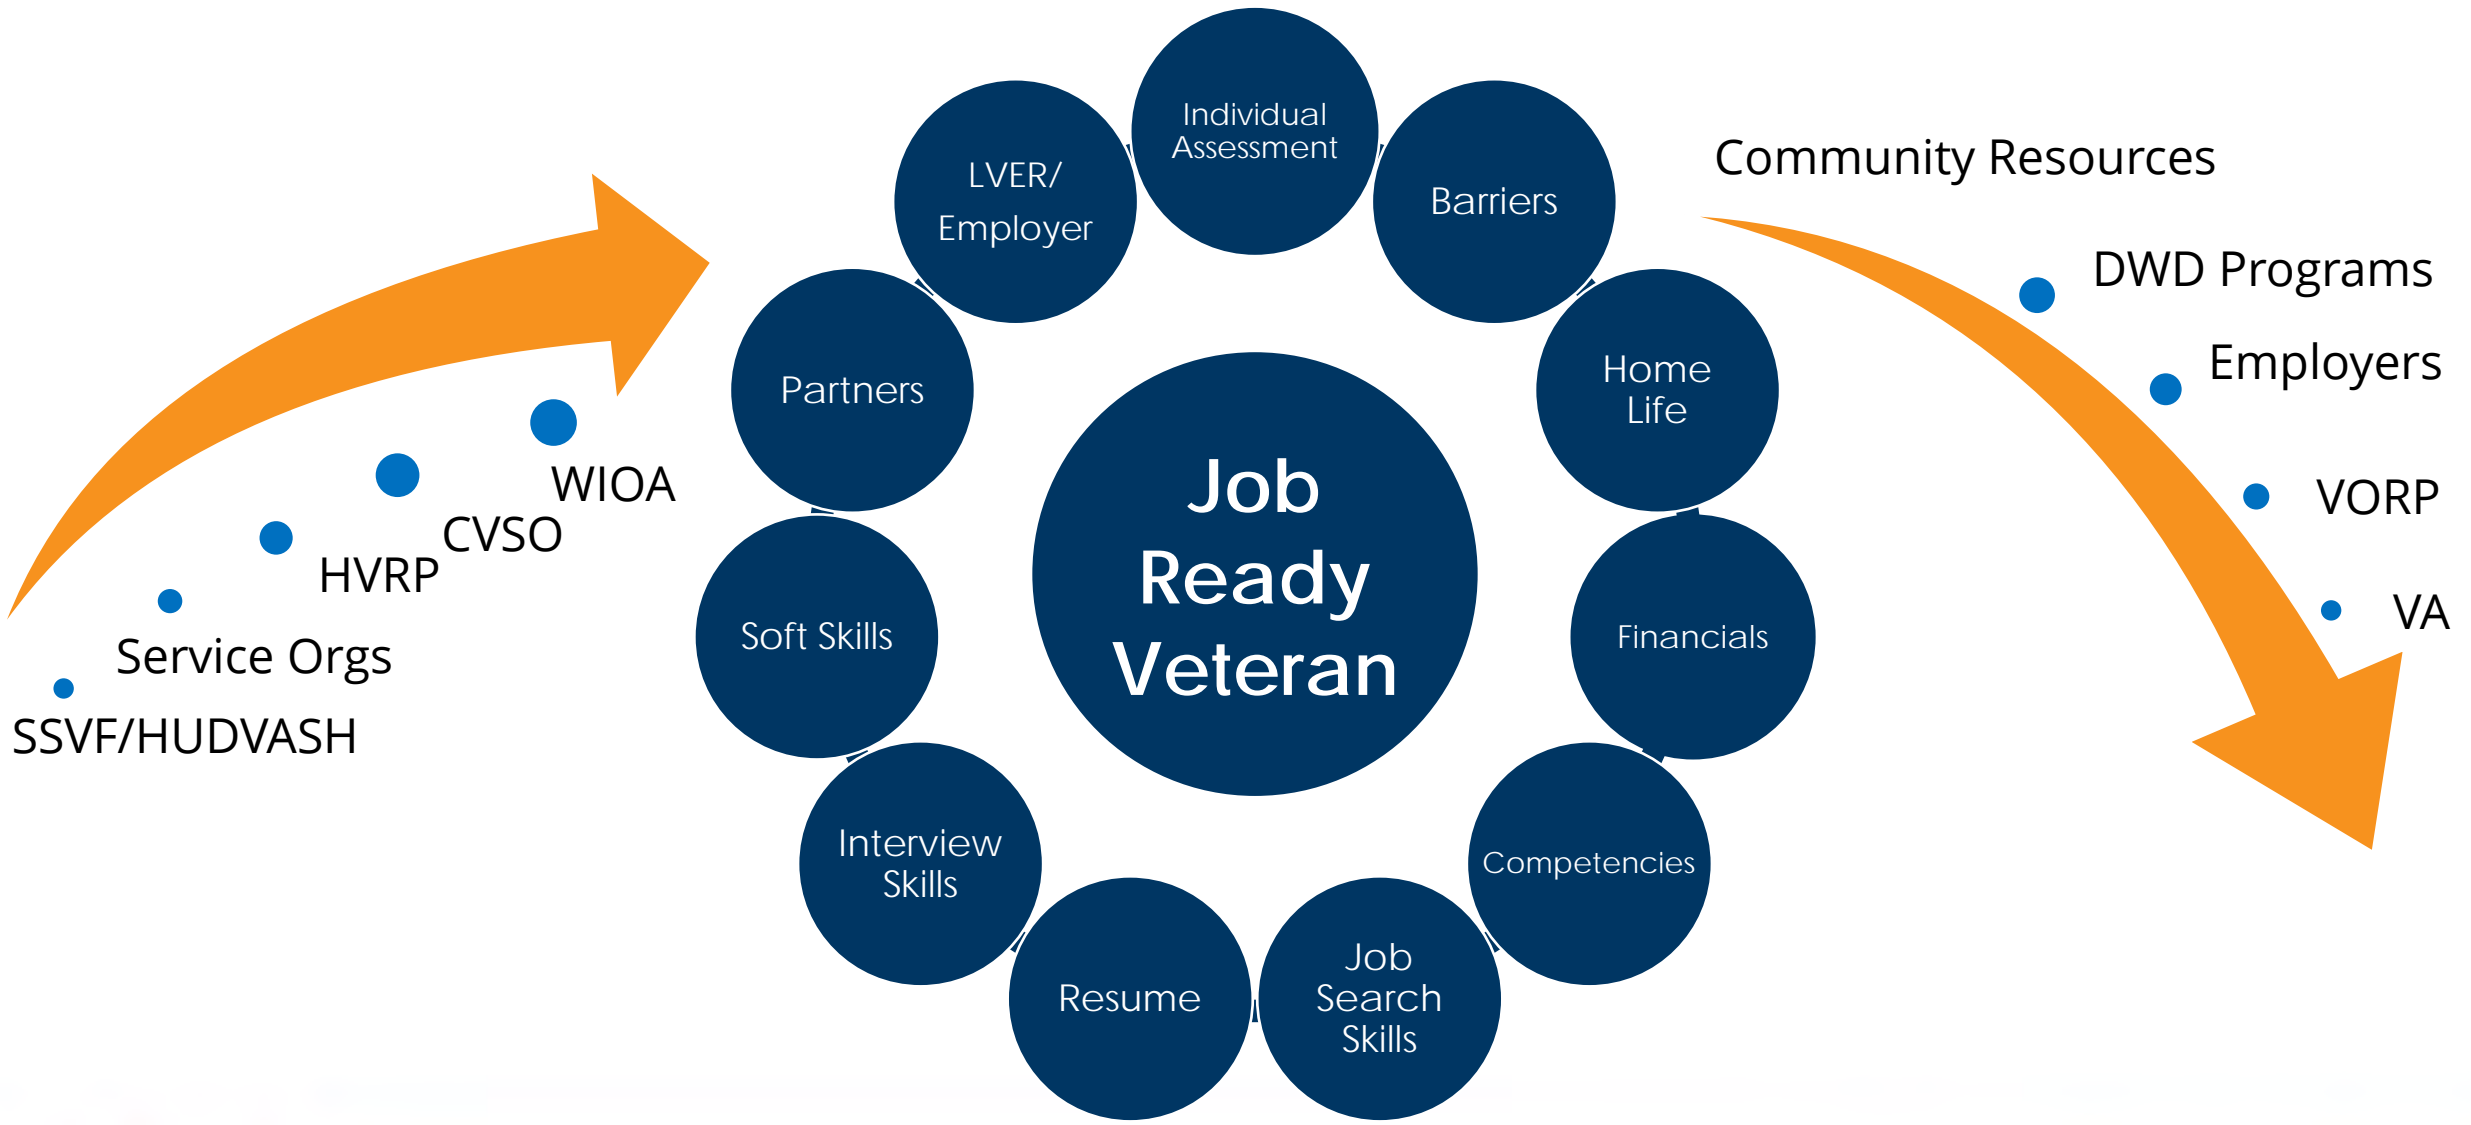 Individual
Assessment
Barriers
Home
Life
Financials
Competencies
Job
Search
Skills
Resume
Interview
Skills
Soft Skills
Partners
LVER/
Employer
Job
Ready
Veteran
WIOA
CVSO
HVRP
Service Orgs
SSVF/HUDVASH
Community Resources
DWD Programs
Employers
VORP
VA